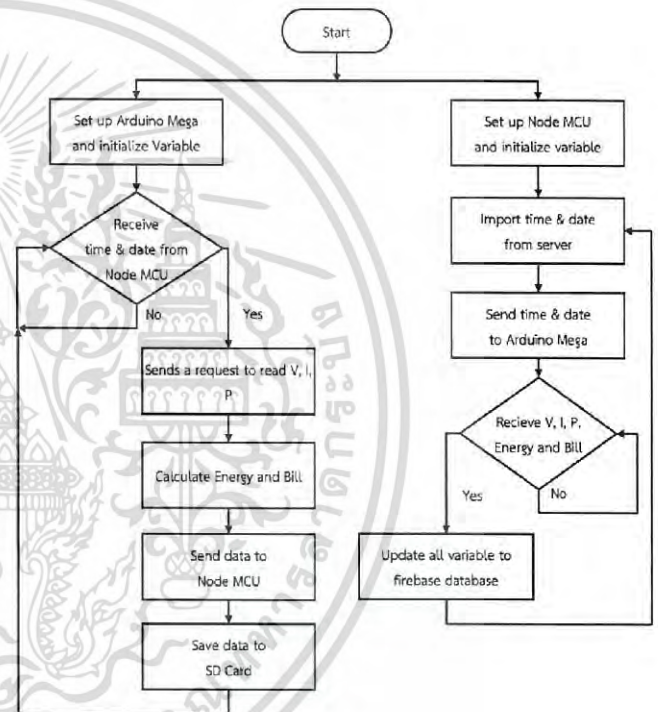 Start
Set up Arduino Mega
and initialize Variable
Receive
time & date from
Node MCU
No
Yes
Sends a request to read V, I,
P
Calculate Energy and Bill
Send data to
Node MCU
Save data to
SD Card
Set up Node MCU
and initialize variable
Import time & date
from server
Send time & date
to Arduino Mega
Recieve V, I, P,
Energy and Bill
Yes
No
Update all variable to
firebase database